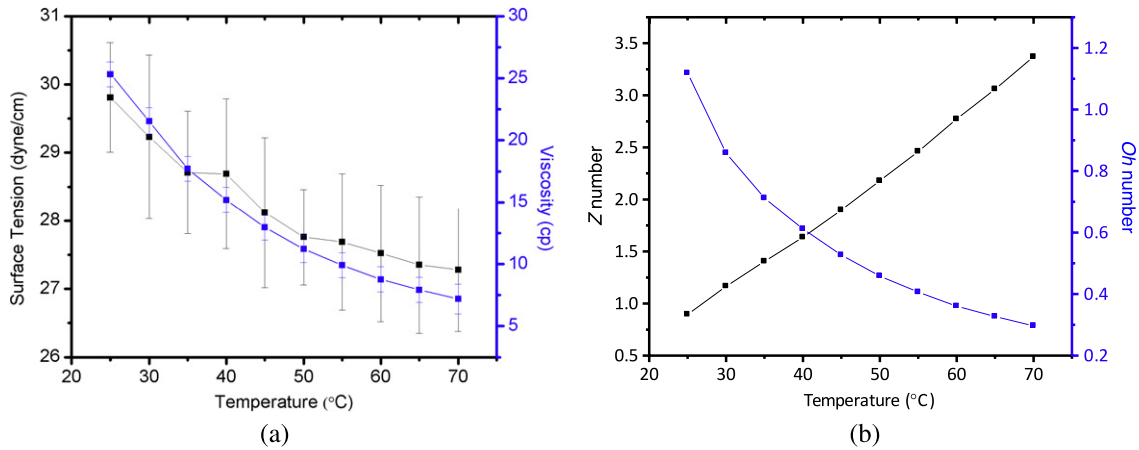 31
30
29
28
27
26
Surface Tension (dyne/cm)
30
25
20
15
10
5
Viscosity (cp)
20 30 40 50 60 70
Temperature (°C)
(a)
3.5
3.0
2.5
2.0
1.5
1.0
0.5
Z number
1.2
1.0
0.8
0.6
0.4
0.2
Oh number
20 30 40 50 60 70
Temperature (°C)
(b)